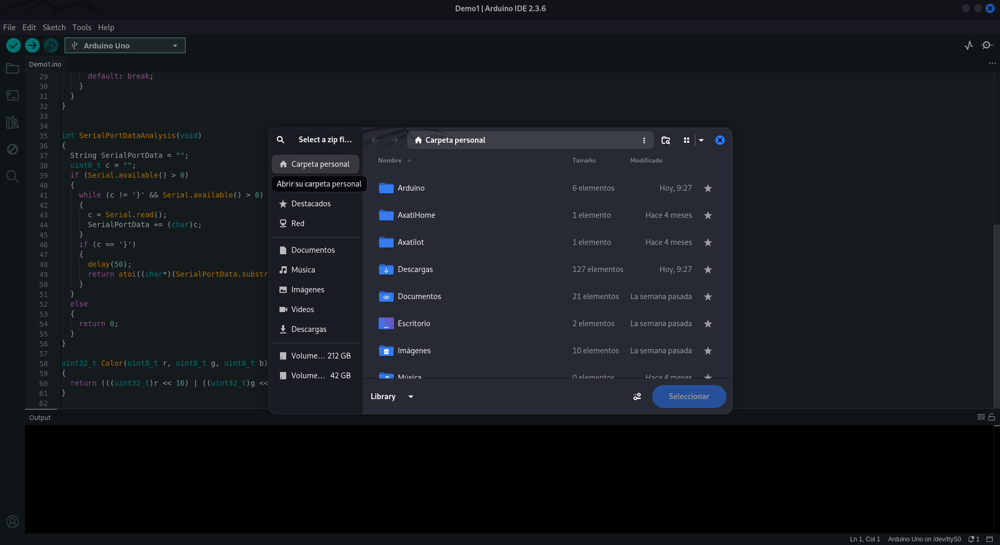 Demo1 | Arduino IDE 2.3.6
File Edit Sketch Tools Help
Arduino Uno
Demo1.ino
29 default: break;
30 }
31 }
32 }
33
34
35 int SerialPortDataAnalysis(void)
36 {
37 String SerialPortData = "";
38 uint8_t c = "";
39 if (Serial.available() > 0)
40 {
41 while (c != '}' && Serial.available() > 0)
42 {
43 c = Serial.read();
44 SerialPortData += (char)c;
45 }
46 if (c == '}')
47 {
48 delay(50);
49 return atoi((char*)(SerialPortData.substr
50 }
51 }
52 else
53 {
54 return 0;
55 }
56 }
57
58 uint32_t Color(uint8_t r, uint8_t g, uint8_t b)
59 {
60 return (((uint32_t)r << 16) | ((uint32_t)g <<
61 }
62
Select a zip fi...
Carpeta personal
Abrir su carpeta personal
Destacados
Red
Documentos
Música
Imágenes
Vídeos
Descargas
Volume... 212 GB
Volume... 42 GB
Carpeta personal
Nombre Tamaño Modificado
Arduino 6 elementos Hoy, 9:27
AxatiHome 1 elemento Hace 4 meses
AxatiIot 1 elemento Hace 4 meses
Descargas 127 elementos Hoy, 9:27
Documentos 21 elementos La semana pasada
Escritorio 2 elementos La semana pasada
Imágenes 10 elementos La semana pasada
Música 0 elementos Hace 4 meses
Library Seleccionar
Output
Ln 1, Col 1 Arduino Uno on /dev/ttyS0 1